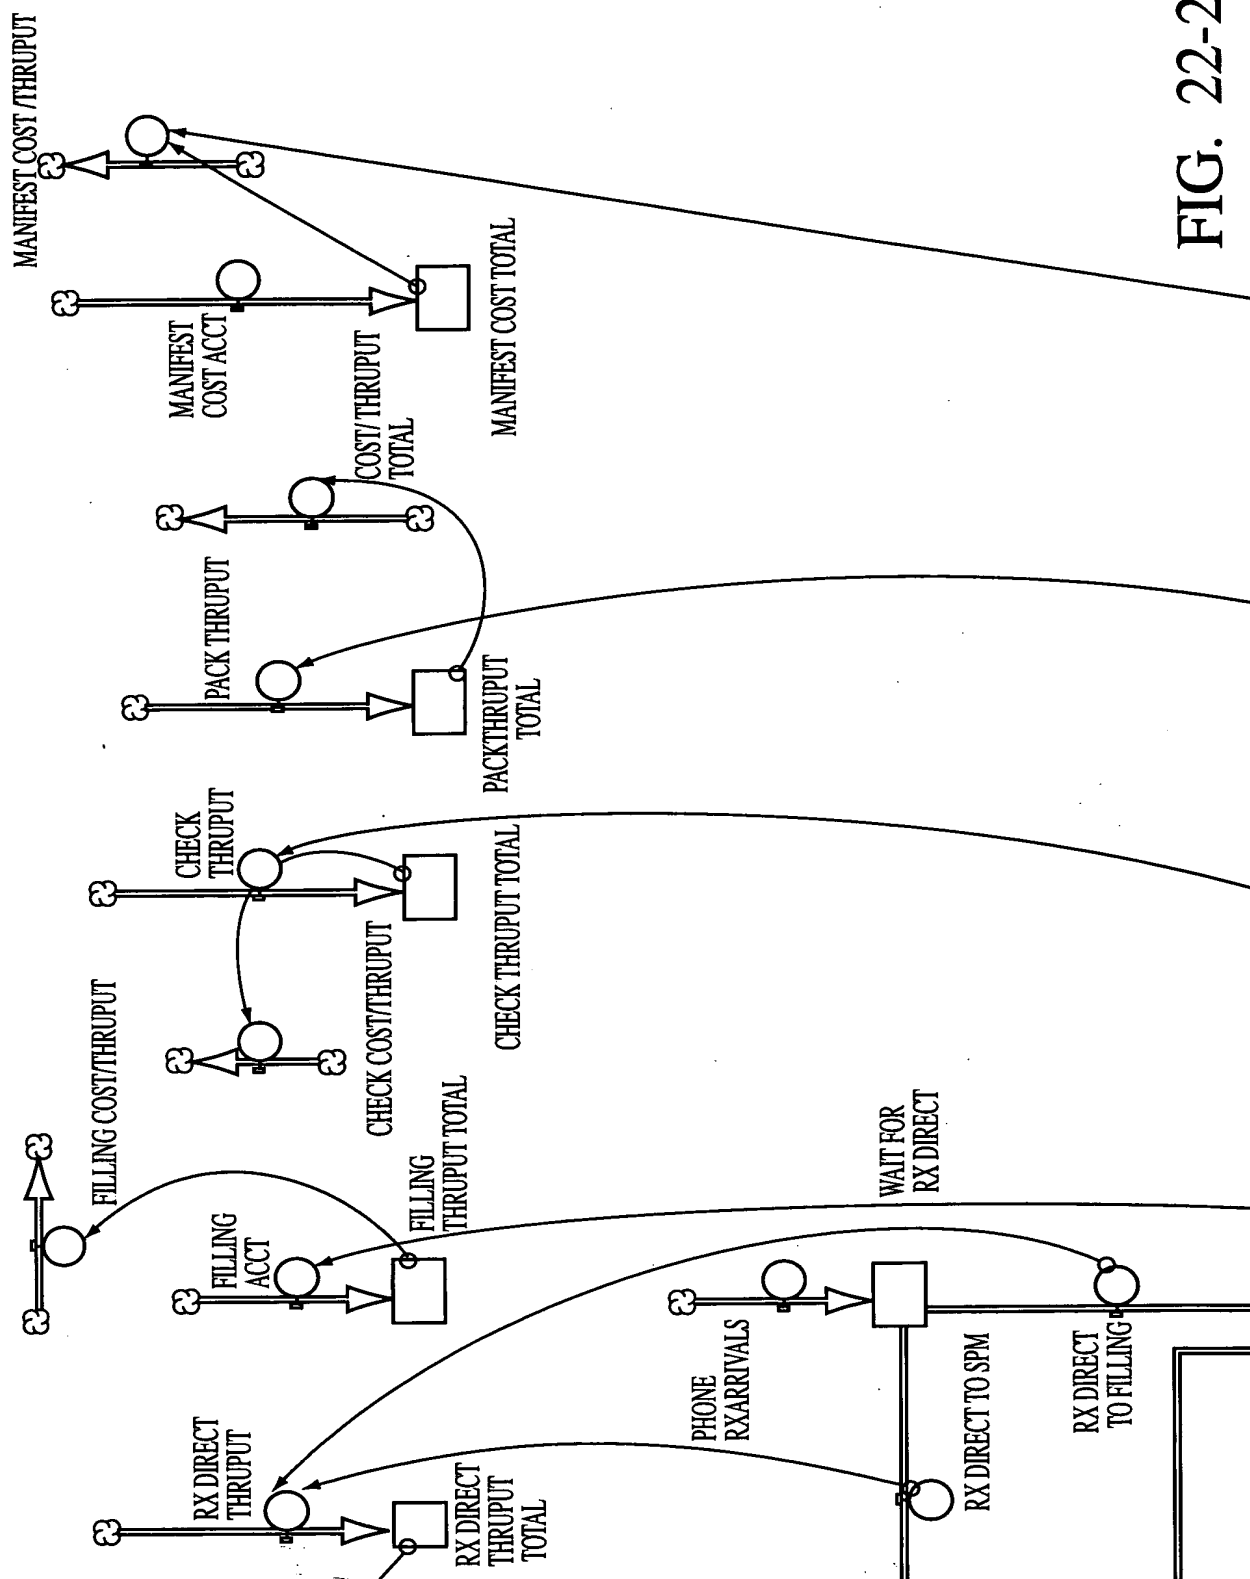 MANIFEST COST /THRUPUT
MANIFEST
COST ACCT
MANIFEST COST TOTAL
COST/ THRUPUT
TOTAL
PACK THRUPUT
PACKTHRUPUT
TOTAL
CHECK
THRUPUT
CHECK THRUPUT TOTAL
CHECK COST/THRUPUT
FILLING COST/THRUPUT
FILLING
THRUPUT TOTAL
FILLING
ACCT
WAIT FOR
RX DIRECT
PHONE
RXARRIVALS
RX DIRECT TO SPM
RX DIRECT
TO FILLING
RX DIRECT
THRUPUT
RX DIRECT
THRUPUT
TOTAL
FIG. 22-2